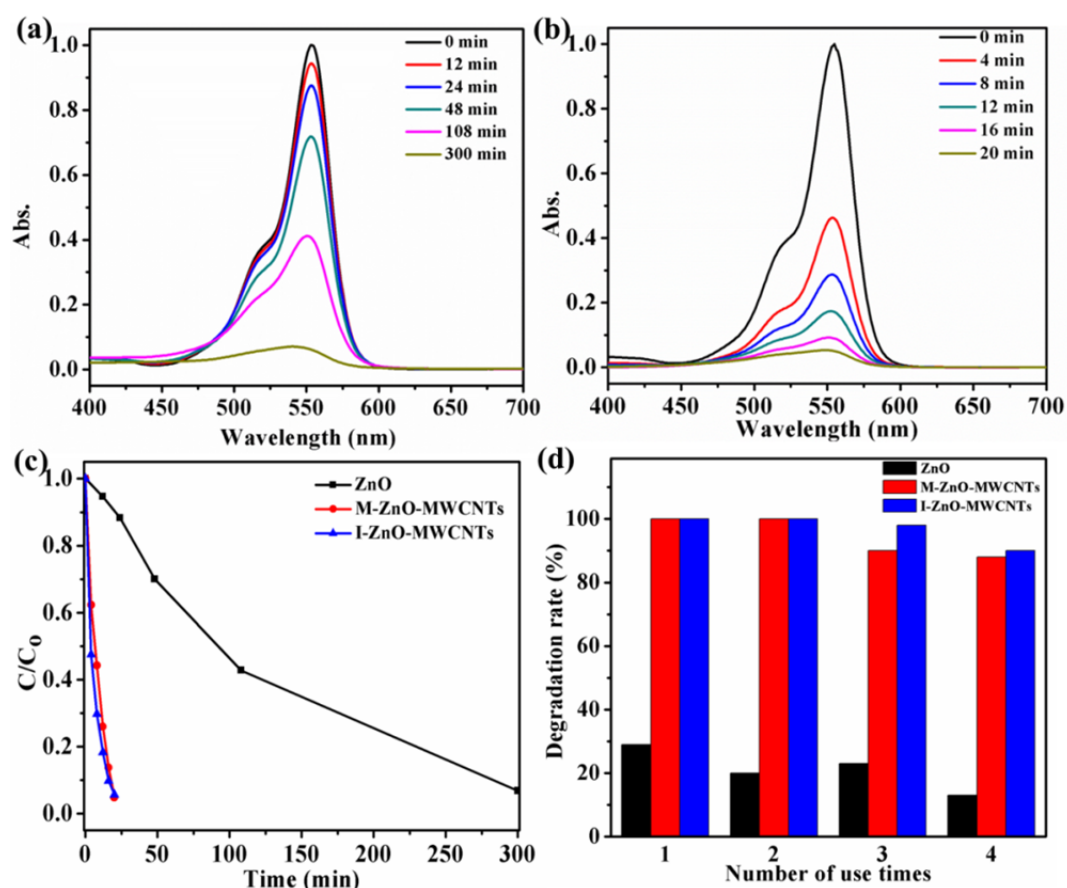 (a)
0 min
12 min
24 min
48 min
108 min
300 min
1.0
0.8
0.6
0.4
0.2
0.0
Abs.
400 450 500 550 600 650 700
Wavelength (nm)
(b)
0 min
4 min
8 min
12 min
16 min
20 min
1.0
0.8
0.6
0.4
0.2
0.0
Abs.
400 450 500 550 600 650 700
Wavelength (nm)
(c)
ZnO
M-ZnO-MWCNTs
I-ZnO-MWCNTs
1.0
0.8
0.6
0.4
0.2
0.0
C/C₀
0 50 100 150 200 250 300
Time (min)
(d)
ZnO
M-ZnO-MWCNTs
I-ZnO-MWCNTs
100
80
60
40
20
0
Degradation rate (%)
1 2 3 4
Number of use times